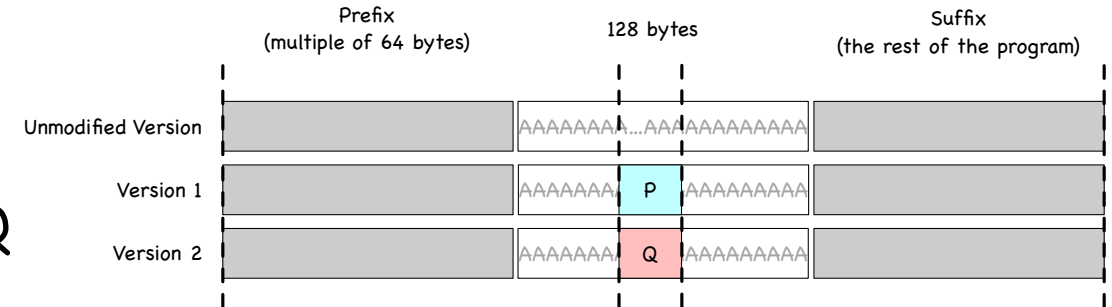 Prefix
(multiple of 64 bytes)
128 bytes
Suffix
(the rest of the program)
Unmodified Version
AAAAAAAA...AAAAAAAAAAAAA
Version 1
AAAAAAA
P
AAAAAAAAA
Version 2
AAAAAAA
Q
AAAAAAAAA